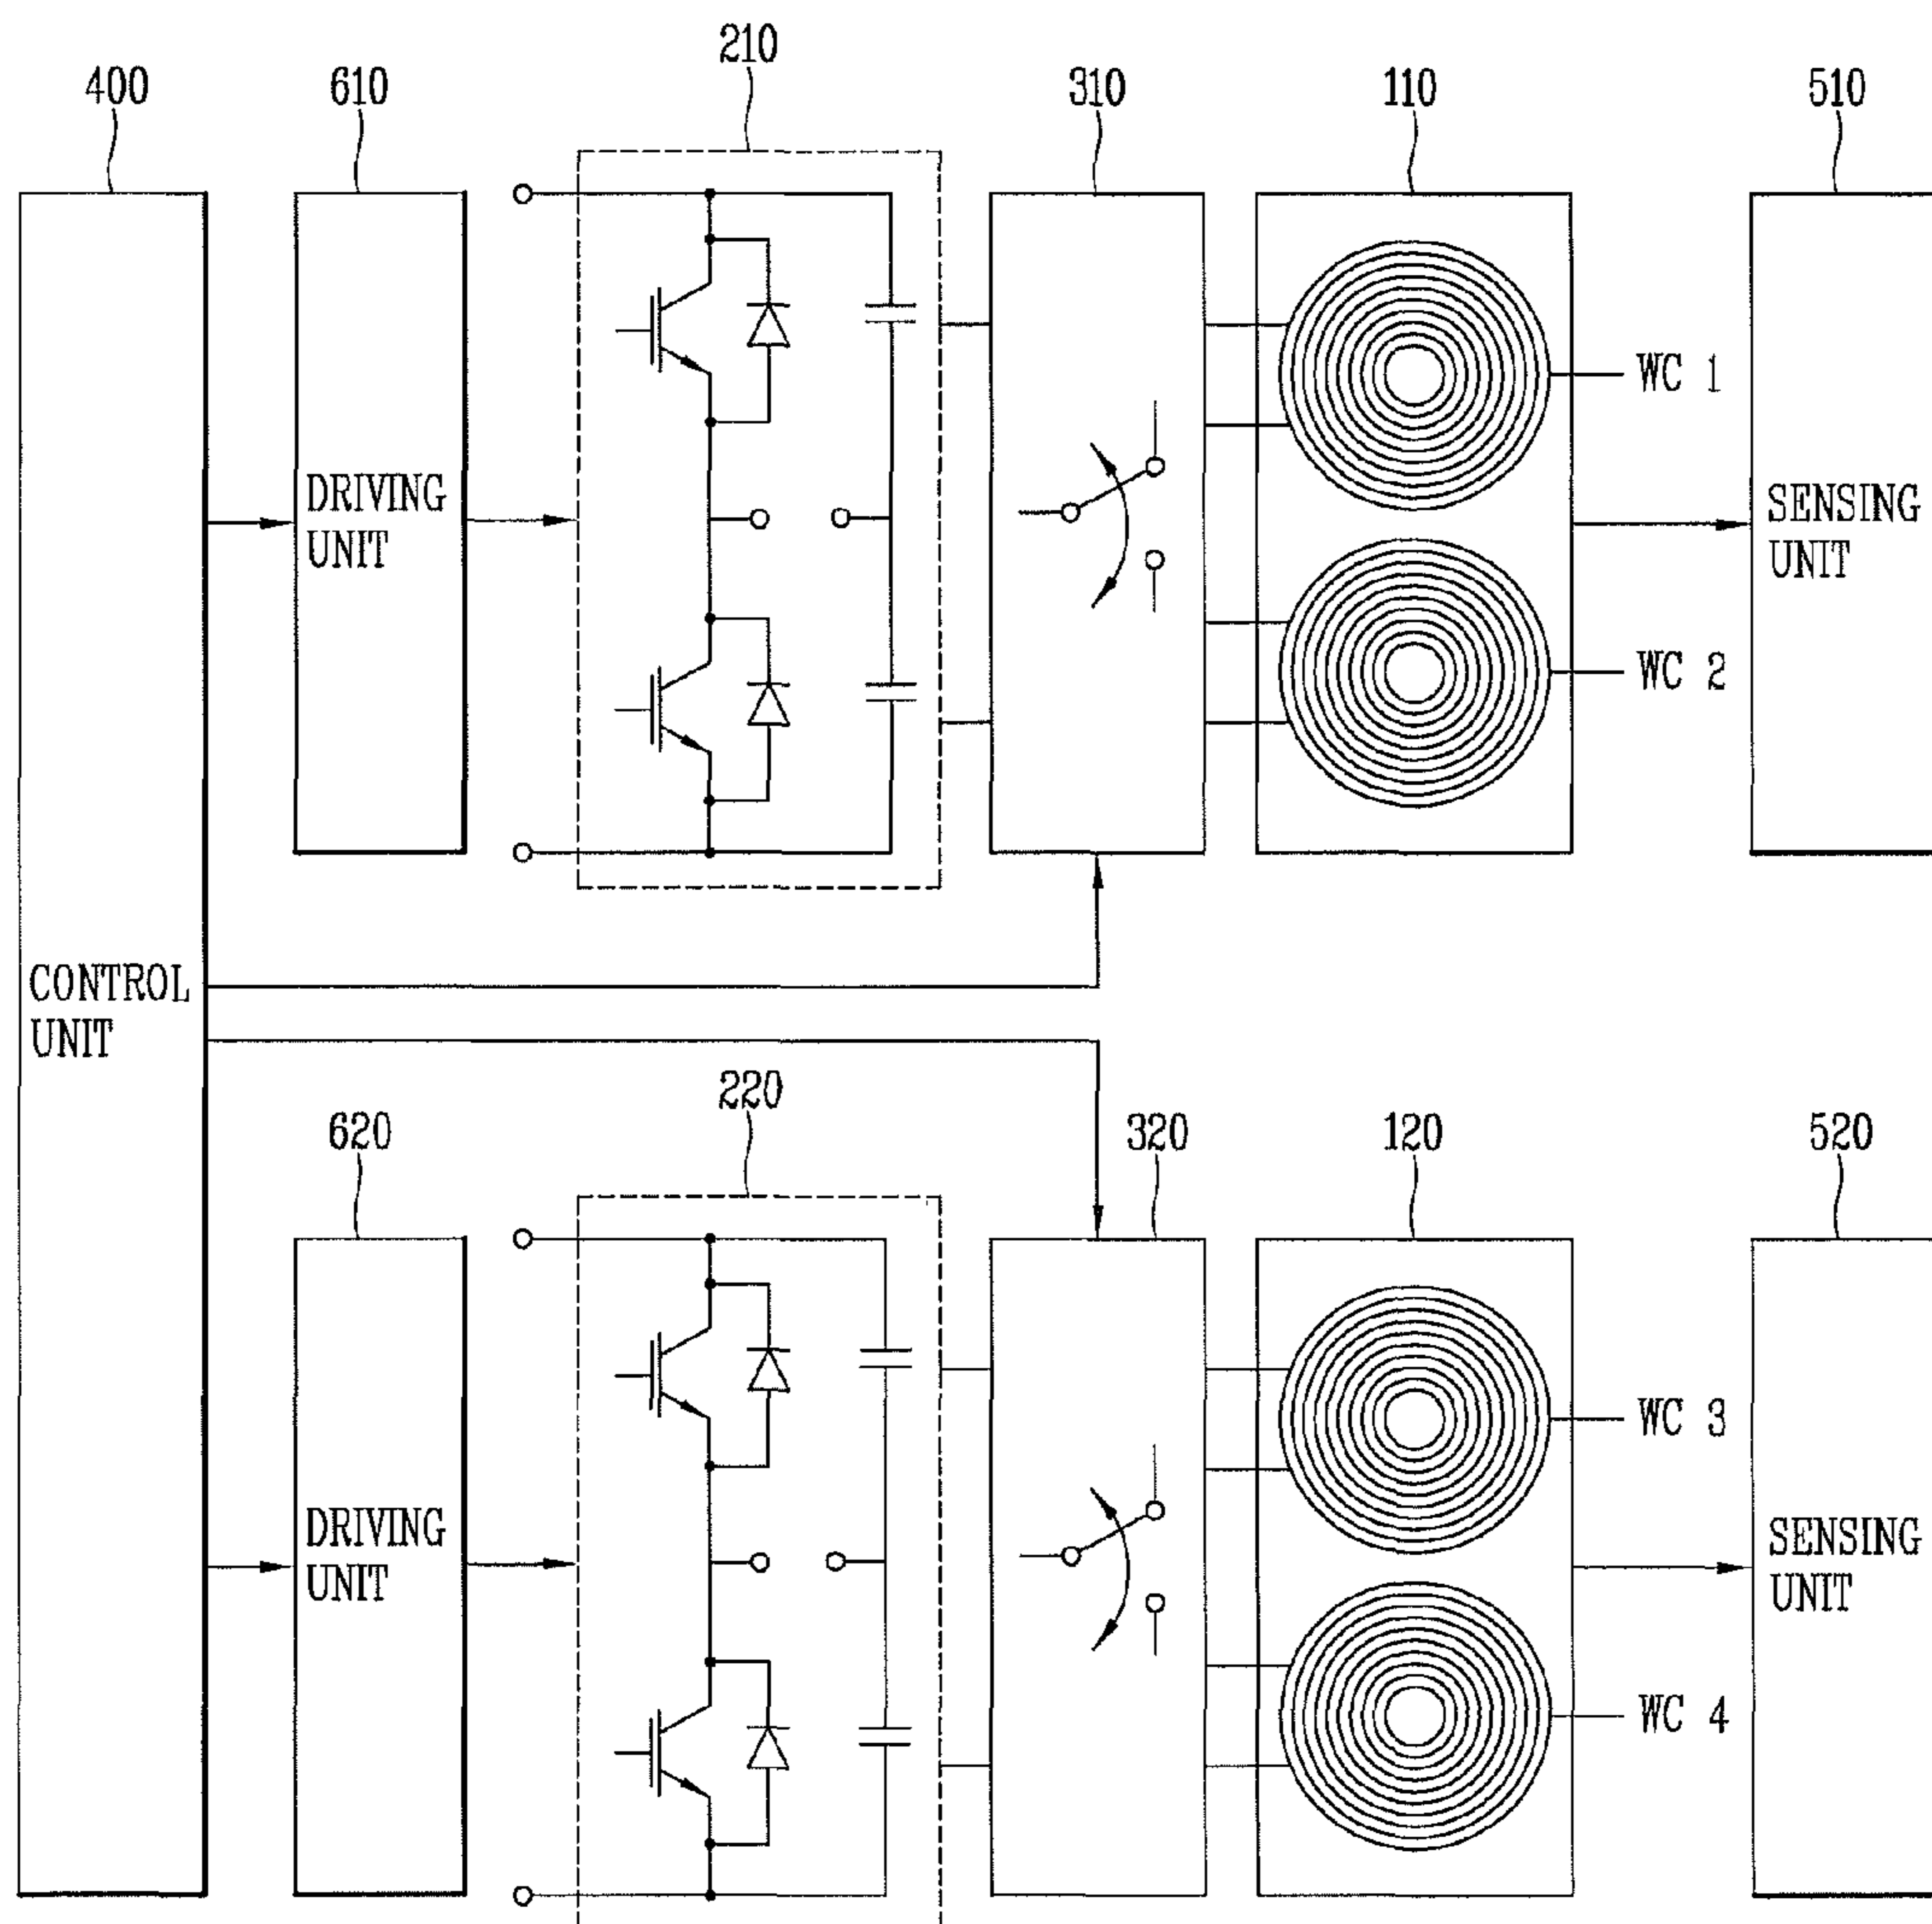 210
400
610
310
110
510
WC 1
DRIVING
UNIT
SENSING
UNIT
WC 2
CONTROL
UNIT
220
620
320
120
520
WC 3
DRIVING
UNIT
SENSING
UNIT
WC 4